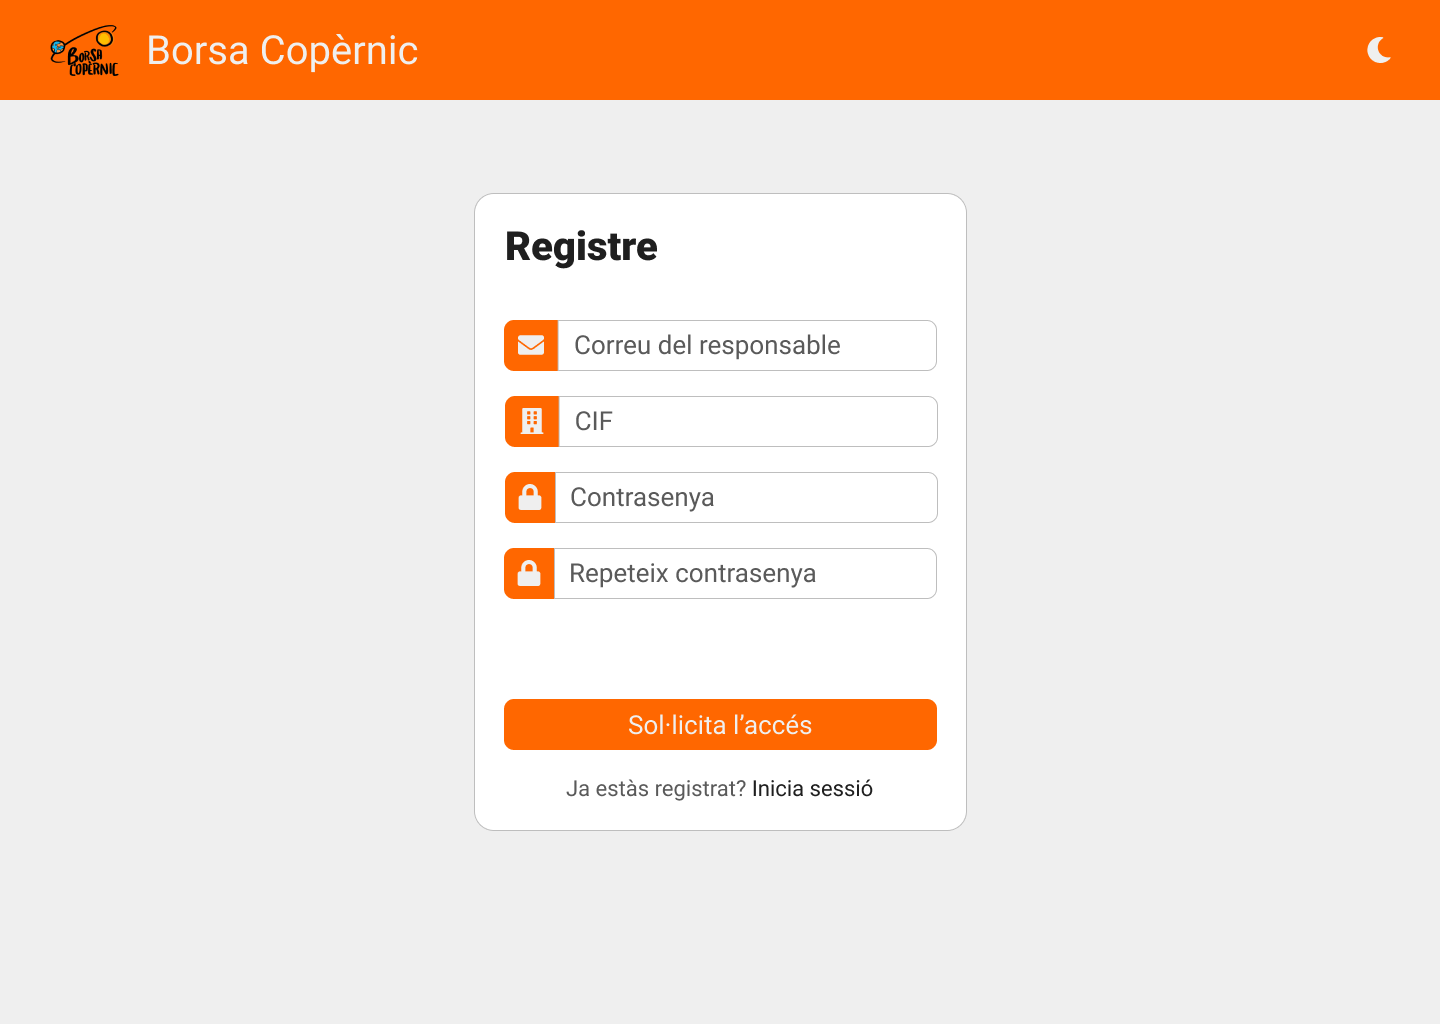 BORSA
COPÈRNIC
Borsa Copèrnic
Registre
Correu del responsable
CIF
Contrasenya
Repeteix contrasenya
Sol·licita l’accés
Ja estàs registrat? Inicia sessió